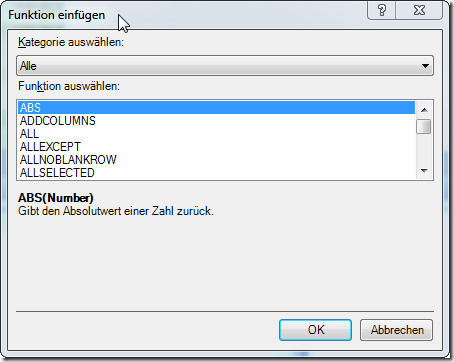 Funktion einfügen
Kategorie auswählen:
Alle
Funktion auswählen:
ABS
ADDCOLUMNS
ALL
ALLEXCEPT
ALLNOBLANKROW
ALLSELECTED
ABS(Number)
Gibt den Absolutwert einer Zahl zurück.
OK
Abbrechen